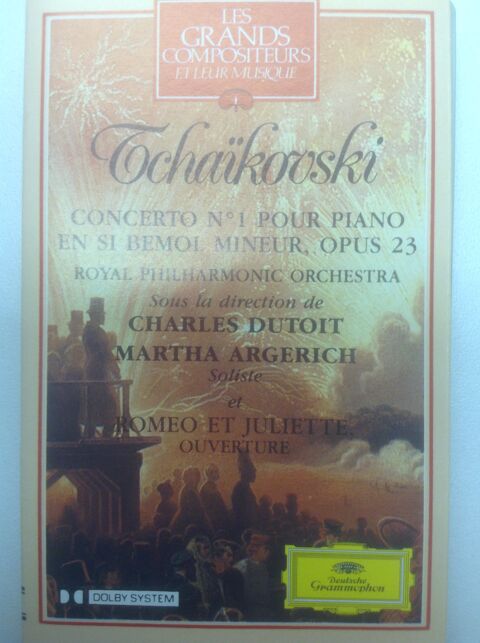 LES
GRANDS
COMPOSITEURS
ET LEUR MUSIQUE
Tchaïkovski
CONCERTO N°1 POUR PIANO
EN SI BEMOL MINEUR, OPUS 23
ROYAL PHILHARMONIC ORCHESTRA
Sous la direction de
CHARLES DUTOIT
MARTHA ARGERICH
Soliste
et
ROMEO ET JULIETTE,
OUVERTURE
DOLBY SYSTEM
Deutsche
Grammophon